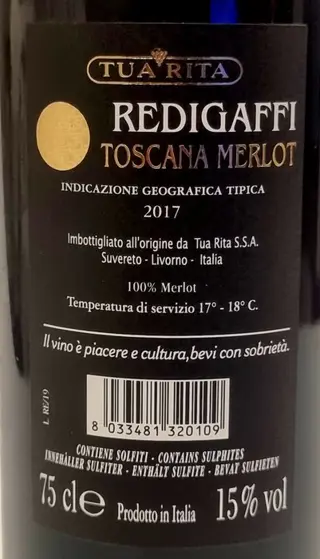 TUA RITA
REDIGAFFI
TOSCANA MERLOT
INDICAZIONE GEOGRAFICA TIPICA
2017
Imbottigliato all'origine da Tua Rita S.S.A.
Suvereto - Livorno - Italia
100% Merlot
Temperatura di servizio 17° - 18° C.
Il vino è piacere e cultura, bevi con sobrietà.
L RE/19
8 033481 320109
CONTIENE SOLFITI - CONTAINS SULPHITES
INNEHÅLLER SULFITER - ENTHÄLT SULFITE - BEVAT SULFIETEN
75 cl℮ Prodotto in Italia 15% vol